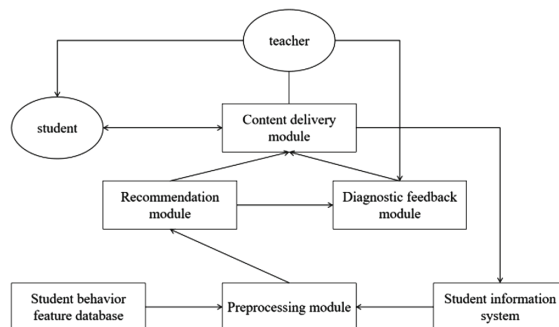 teacher
student
Content delivery
module
Recommendation
module
Diagnostic feedback
module
Student behavior
feature database
Preprocessing module
Student information
system